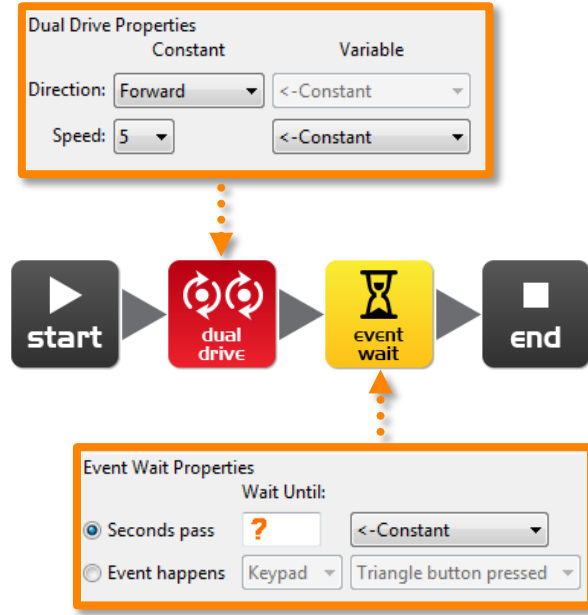 Dual Drive Properties
Constant Variable
Direction: Forward <-Constant
Speed: 5 <-Constant
start
dual
drive
event
wait
end
Event Wait Properties
Wait Until:
Seconds pass ? <-Constant
Event happens Keypad Triangle button pressed